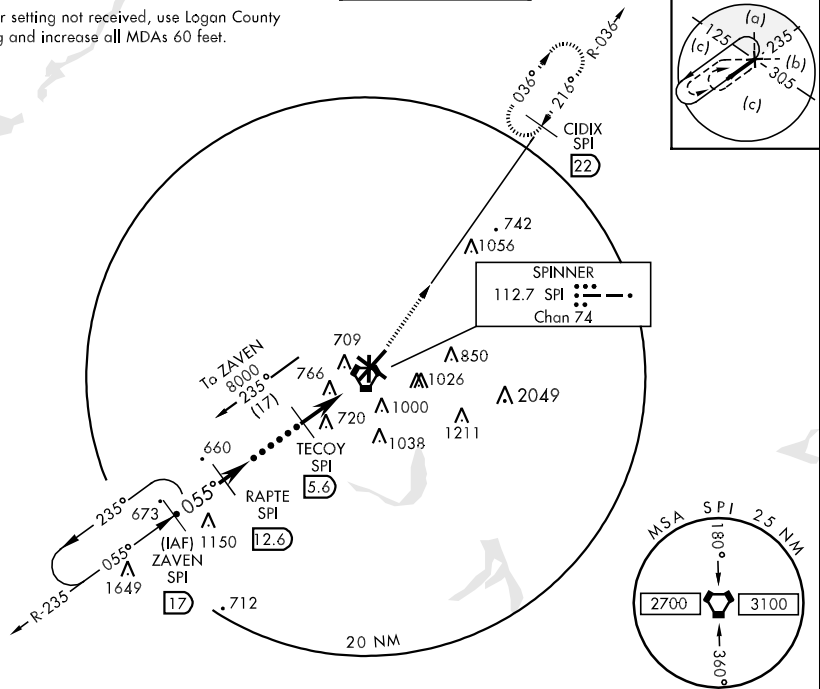 r setting not received, use Logan County
g and increase all MDAs 60 feet.
(a)
125
235
(c)
(b)
305
(c)
R-036
036°
216°
CIDIX
SPI
22
742
1056
SPINNER
112.7 SPI
Chan 74
709
850
To ZAVEN
8000
235°
(17)
766
1026
2049
1000
720
1211
1038
TECOY
SPI
5.6
660
055°
RAPTE
SPI
12.6
235°
673
(IAF)
ZAVEN
SPI
17
1150
055°
1649
R-235
712
20 NM
MSA SPI 25 NM
180°
2700
3100
360°